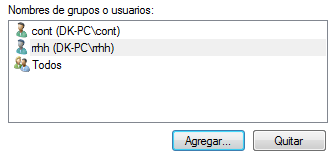 Nombres de grupos o usuarios:
cont (DK-PC\cont)
rrhh (DK-PC\rrhh)
Todos
Agregar... Quitar